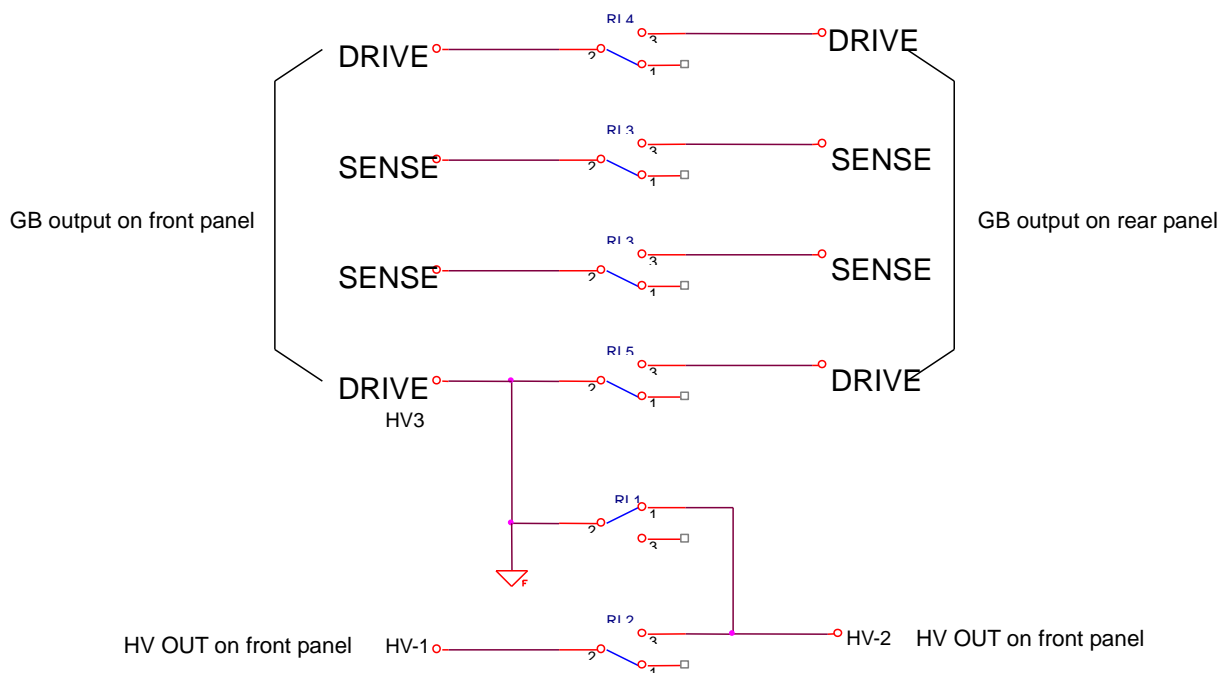 RL4
DRIVE 2 3 1 DRIVE
RL3
SENSE 2 3 1 SENSE
GB output on front panel
GB output on rear panel
RL3
SENSE 2 3 1 SENSE
RL5
DRIVE 2 3 1 DRIVE
HV3
RL1
2 1 3
F
RL2
HV OUT on front panel HV-1 2 3 1 HV-2 HV OUT on front panel